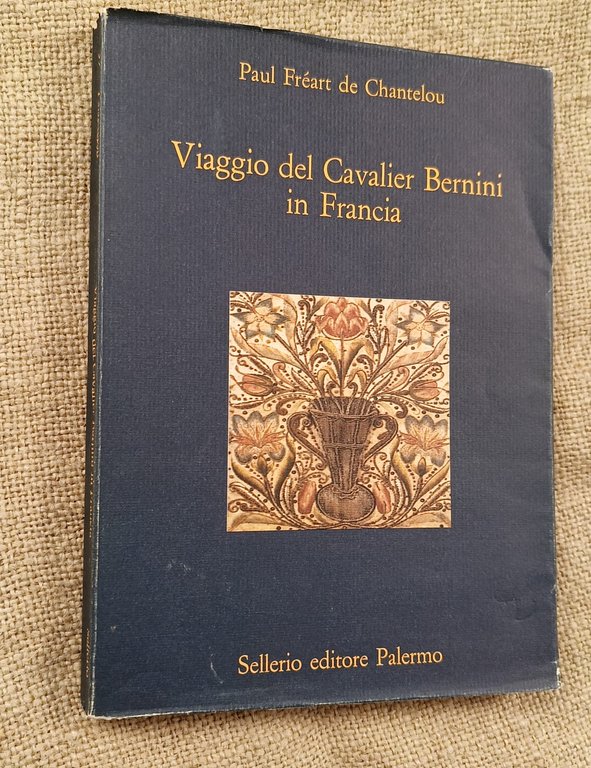 Paul Fréart de Chantelou
Viaggio del Cavalier Bernini
in Francia
Sellerio editore Palermo